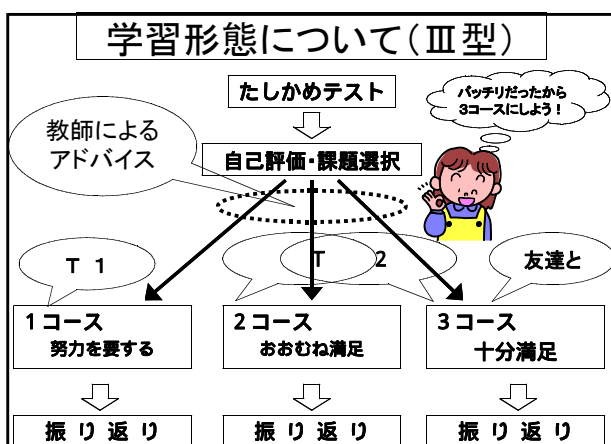 学習形態について(Ⅲ型)
たしかめテスト
バッチリだったから
3コースにしよう!
教師による
アドバイス
自己評価・課題選択
T 1
T 2
友達と
1コース
努力を要する
2コース
おおむね満足
3コース
十分満足
振り返り
振り返り
振り返り